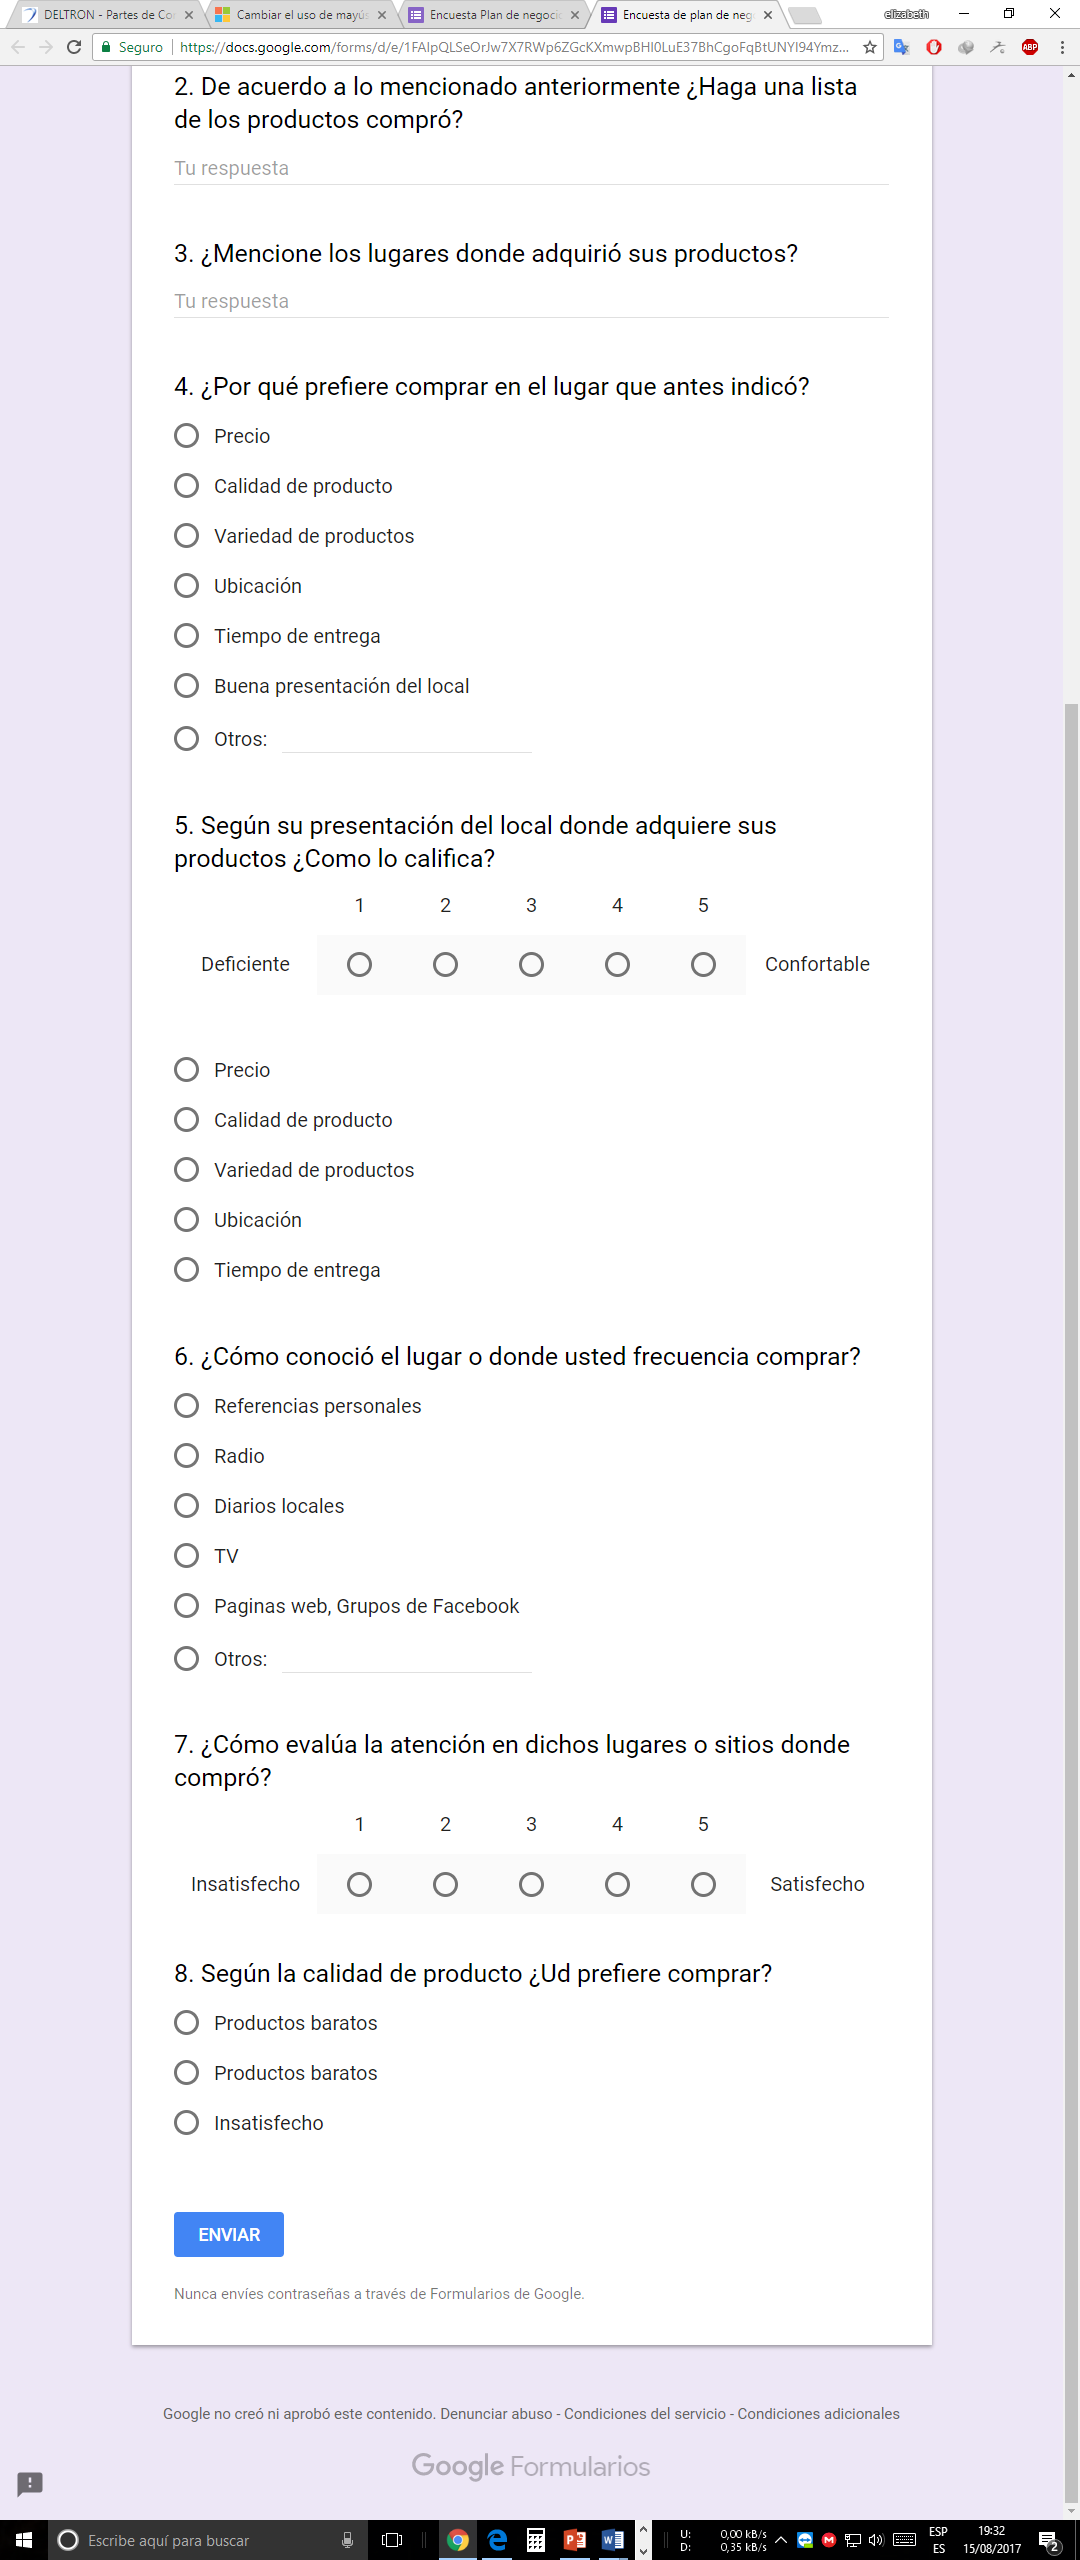 DELTRON - Partes de Co
Cambiar el uso de mayús
Encuesta Plan de negocio
Encuesta de plan de neg
elizabeth
Seguro
https://docs.google.com/forms/d/e/1FAIpQLSeOrJw7X7RWp6ZGcKXmwpBHI0LuE37BhCgoFqBtUNYI94Ymz...
ABP
2. De acuerdo a lo mencionado anteriormente ¿Haga una lista
de los productos compró?
Tu respuesta
3. ¿Mencione los lugares donde adquirió sus productos?
Tu respuesta
4. ¿Por qué prefiere comprar en el lugar que antes indicó?
Precio
Calidad de producto
Variedad de productos
Ubicación
Tiempo de entrega
Buena presentación del local
Otros:
5. Según su presentación del local donde adquiere sus
productos ¿Como lo califica?
1 2 3 4 5
Deficiente Confortable
Precio
Calidad de producto
Variedad de productos
Ubicación
Tiempo de entrega
6. ¿Cómo conoció el lugar o donde usted frecuencia comprar?
Referencias personales
Radio
Diarios locales
TV
Paginas web, Grupos de Facebook
Otros:
7. ¿Cómo evalúa la atención en dichos lugares o sitios donde
compró?
1 2 3 4 5
Insatisfecho Satisfecho
8. Según la calidad de producto ¿Ud prefiere comprar?
Productos baratos
Productos baratos
Insatisfecho
ENVIAR
Nunca envíes contraseñas a través de Formularios de Google.
Google no creó ni aprobó este contenido. Denunciar abuso - Condiciones del servicio - Condiciones adicionales
Google Formularios
Escribe aquí para buscar
U: 0,00 kB/s
D: 0,35 kB/s
ESP
ES
19:32
15/08/2017
2